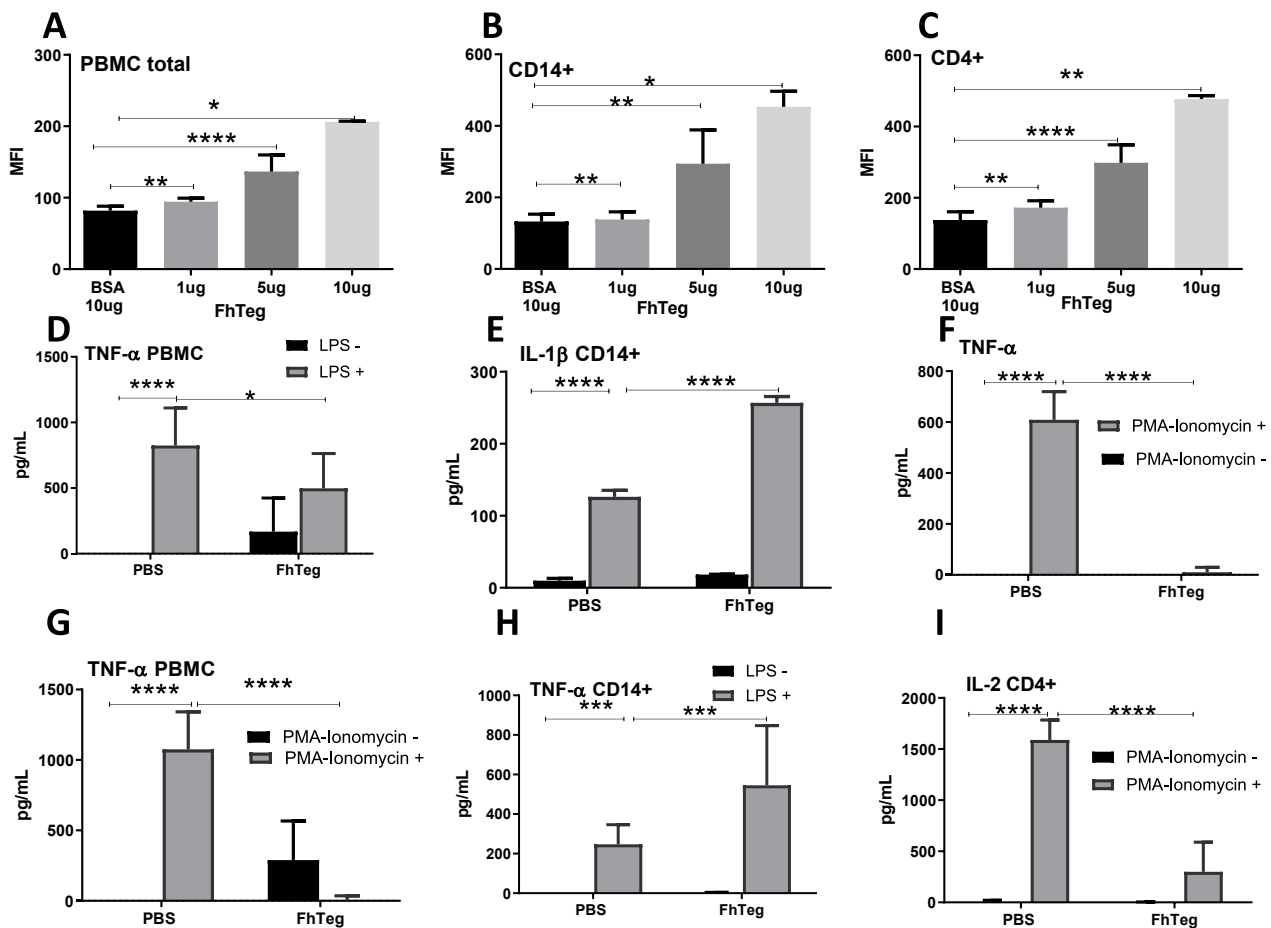 A
PBMC total
MFI
300
200
100
0
*
****
**
BSA
10ug
1ug
5ug
10ug
FhTeg
B
CD14+
MFI
600
400
200
0
*
**
**
BSA
10ug
1ug
5ug
10ug
FhTeg
C
CD4+
MFI
600
400
200
0
**
****
**
BSA
10ug
1ug
5ug
10ug
FhTeg
D
TNF-α PBMC
LPS -
LPS +
pg/mL
1500
1000
500
0
****
*
PBS
FhTeg
E
IL-1β CD14+
pg/mL
300
200
100
0
****
****
PBS
FhTeg
F
TNF-α
pg/mL
800
600
400
200
0
****
****
PMA-Ionomycin +
PMA-Ionomycin -
PBS
FhTeg
G
TNF-α PBMC
pg/mL
1500
1000
500
0
****
****
PMA-Ionomycin -
PMA-Ionomycin +
PBS
FhTeg
H
TNF-α CD14+
LPS -
LPS +
pg/mL
1000
800
600
400
200
0
***
***
PBS
FhTeg
I
IL-2 CD4+
pg/mL
2000
1500
1000
500
0
****
****
PMA-Ionomycin -
PMA-Ionomycin +
PBS
FhTeg